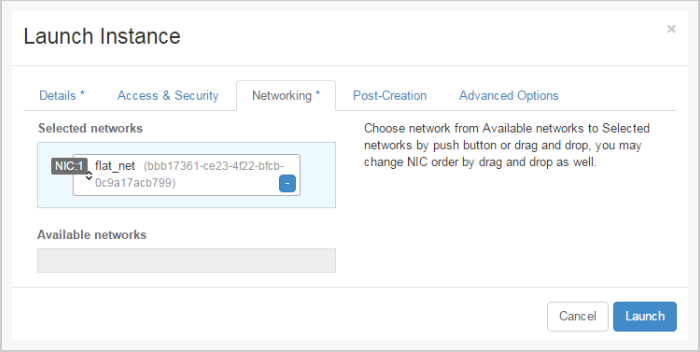 Launch Instance
×
Details *
Access & Security
Networking *
Post-Creation
Advanced Options
Selected networks
NIC:1
flat_net (bbb17361-ce23-4f22-bfcb-
0c9a17acb799)
-
Available networks
Choose network from Available networks to Selected
networks by push button or drag and drop, you may
change NIC order by drag and drop as well.
Cancel
Launch